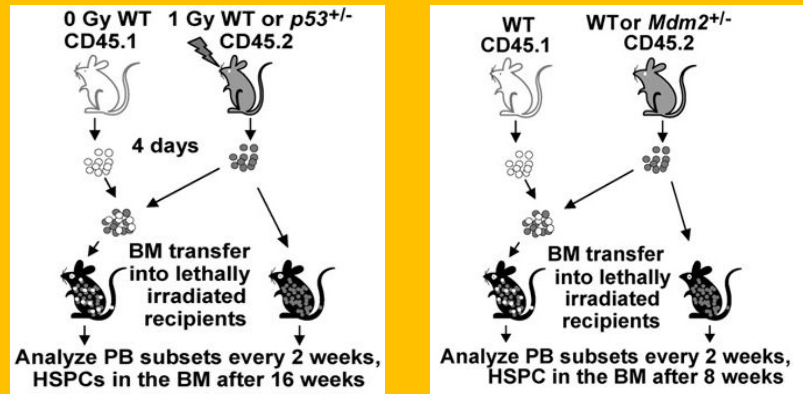 0 Gy WT
CD45.1
1 Gy WT or p53+/-
CD45.2
4 days
BM transfer
into lethally
irradiated
recipients
Analyze PB subsets every 2 weeks,
HSPCs in the BM after 16 weeks
WT
CD45.1
WTor Mdm2+/-
CD45.2
BM transfer
into lethally
irradiated
recipients
Analyze PB subsets every 2 weeks,
HSPC in the BM after 8 weeks